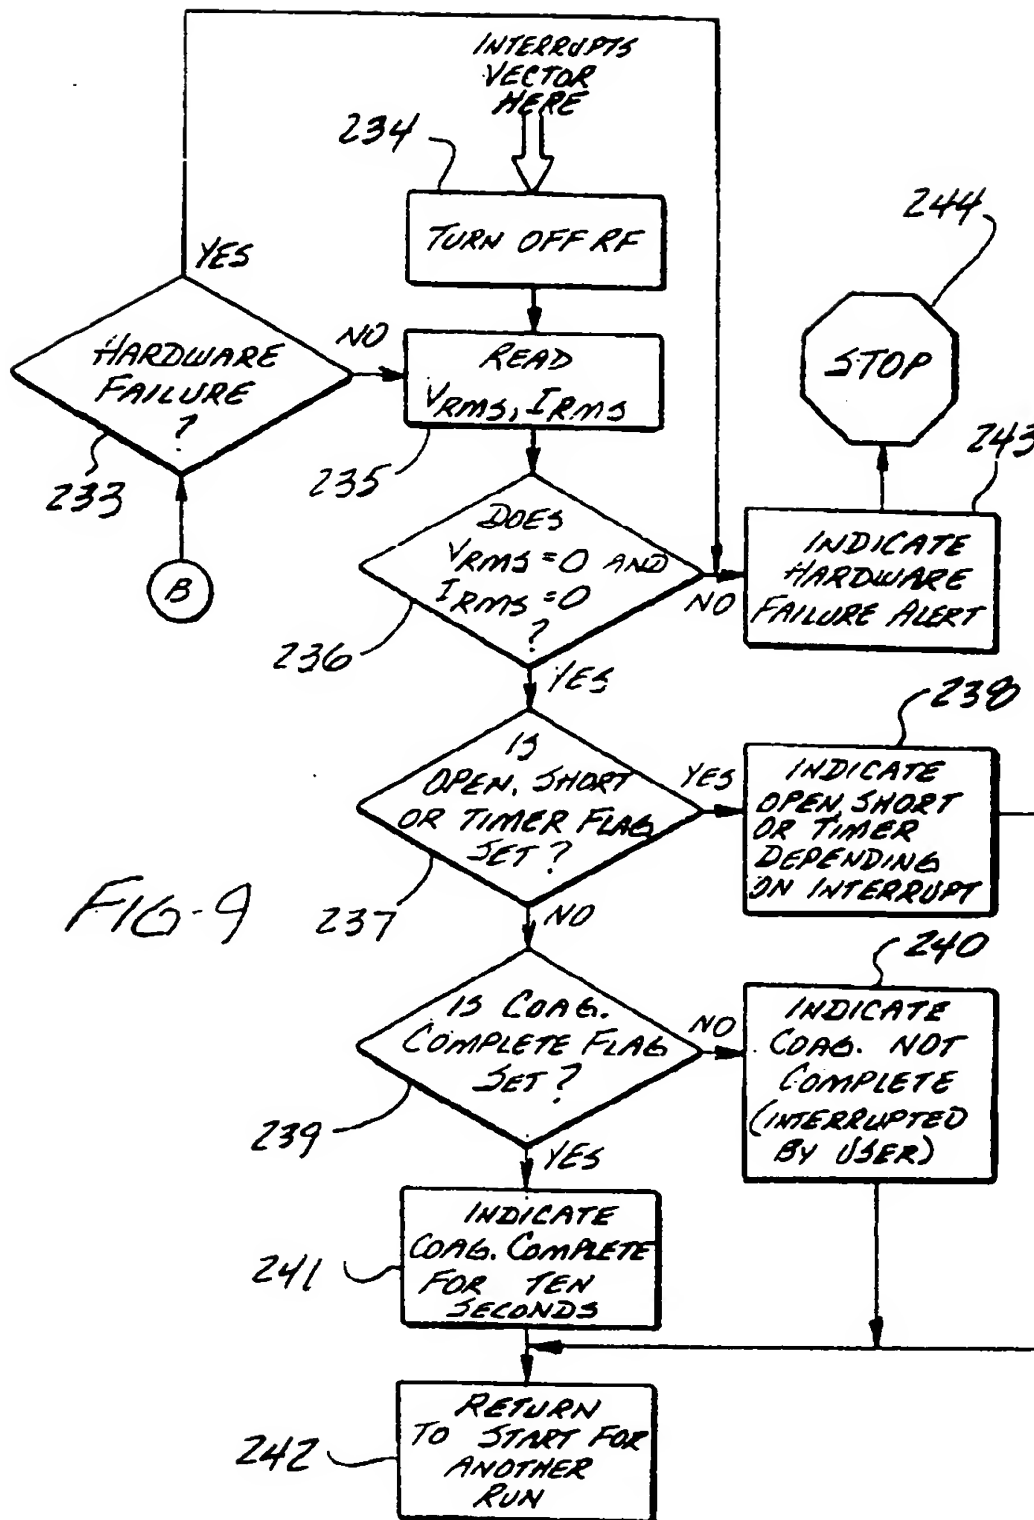 INTERRUPTS
VECTOR
HERE
234
TURN OFF RF
244
STOP
YES
HARDWARE
FAILURE
?
NO
READ
VRMS, IRMS
233
235
B
243
INDICATE
HARDWARE
FAILURE ALERT
DOES
VRMS = 0 AND
IRMS = 0
?
NO
236
YES
238
IS
OPEN, SHORT
OR TIMER FLAG
SET?
YES
INDICATE
OPEN, SHORT
OR TIMER
DEPENDING
ON INTERRUPT
FIG-9
237
NO
240
IS COAG.
COMPLETE FLAG
SET?
NO
INDICATE
COAG. NOT
COMPLETE
(INTERRUPTED
BY USER)
239
YES
INDICATE
COAG. COMPLETE
FOR TEN
SECONDS
241
RETURN
TO START FOR
ANOTHER
RUN
242